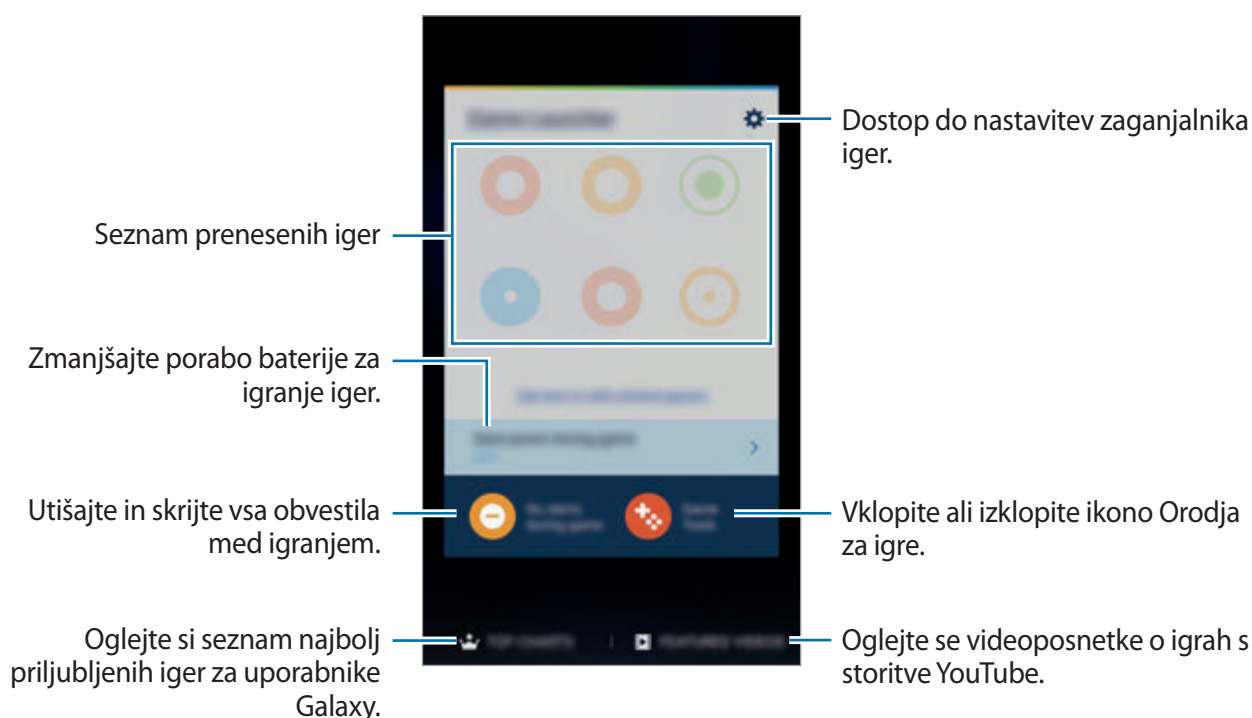 Dostop do nastavitev zaganjalnika
iger.
Seznam prenesenih iger
Zmanjšajte porabo baterije za
igranje iger.
Utišajte in skrijte vsa obvestila
med igranjem.
Vklopite ali izklopite ikono Orodja
za igre.
Oglejte si seznam najbolj
priljubljenih iger za uporabnike
Galaxy.
Oglejte se videoposnetke o igrah s
storitve YouTube.